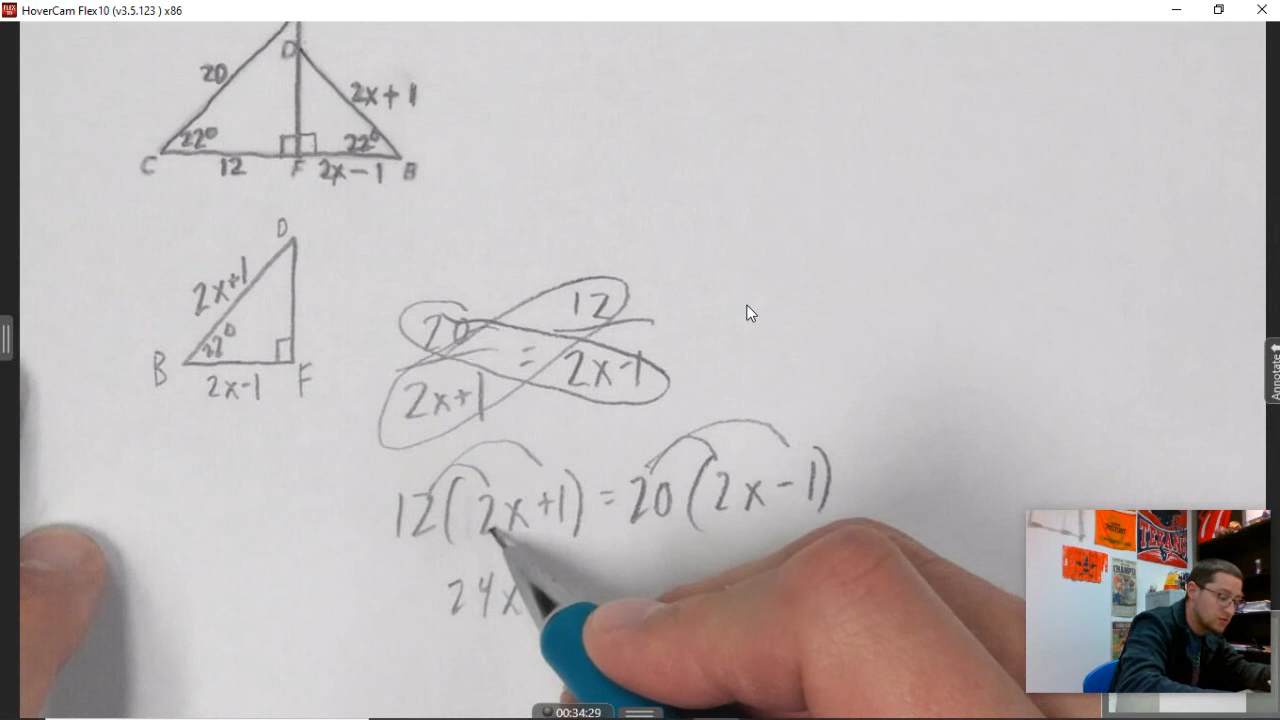 HoverCam Flex10 (v3.5.123 ) x86
D
20
2x+1
22° 22°
C 12 F 2x-1 B
D
2x+1
22°
B 2x-1 F
20 12
=
2x+1 2x-1
12(2x+1)=20(2x-1)
24x
TEXANS
Annotate
00:34:29